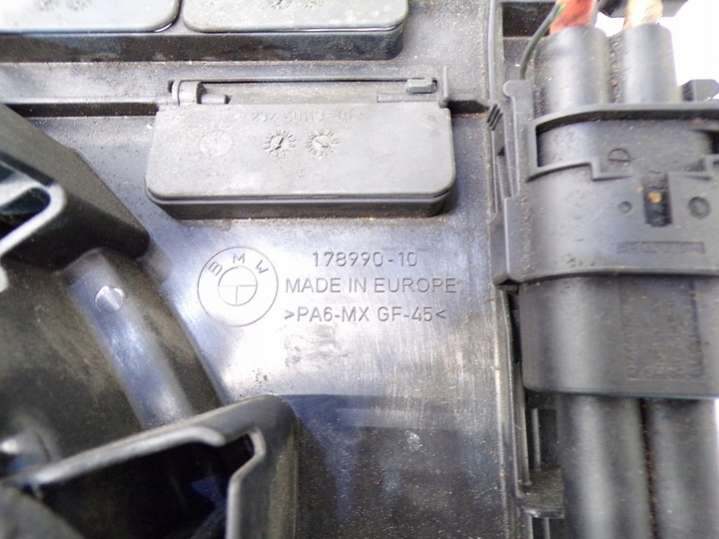 BMW
178990-10
MADE IN EUROPE
>PA6-MX GF-45<